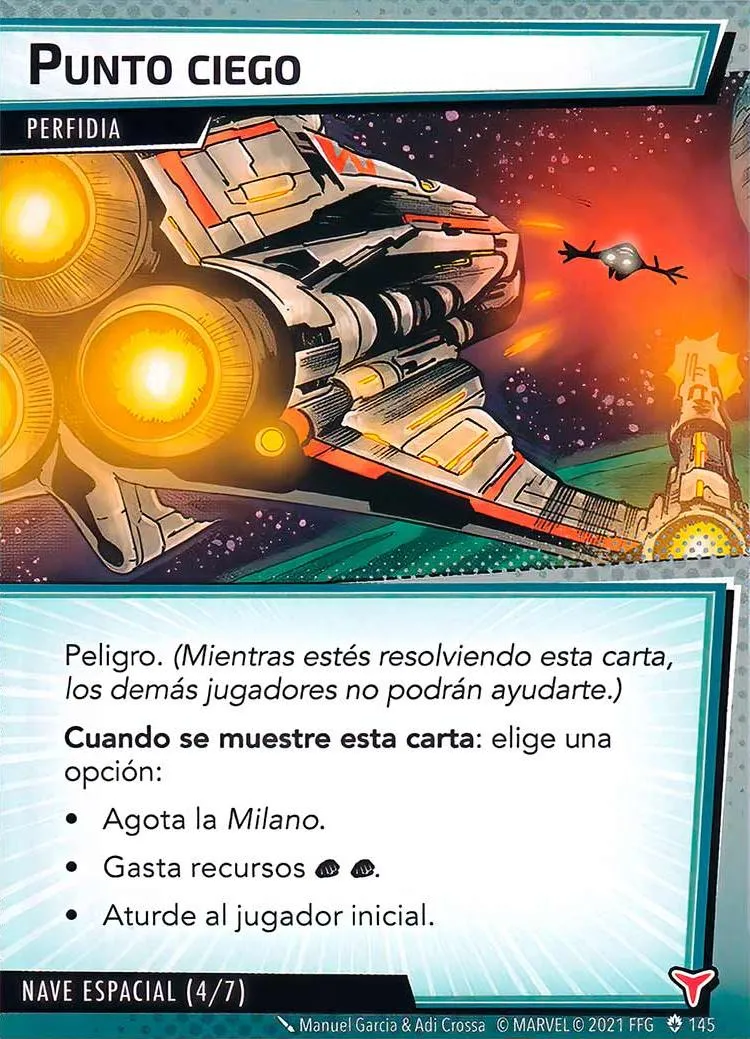 PUNTO CIEGO
PERFIDIA
Peligro. (Mientras estés resolviendo esta carta,
los demás jugadores no podrán ayudarte.)
Cuando se muestre esta carta: elige una
opción:
• Agota la Milano.
• Gasta recursos .
• Aturde al jugador inicial.
NAVE ESPACIAL (4/7)
Manuel Garcia & Adi Crossa © MARVEL © 2021 FFG 145